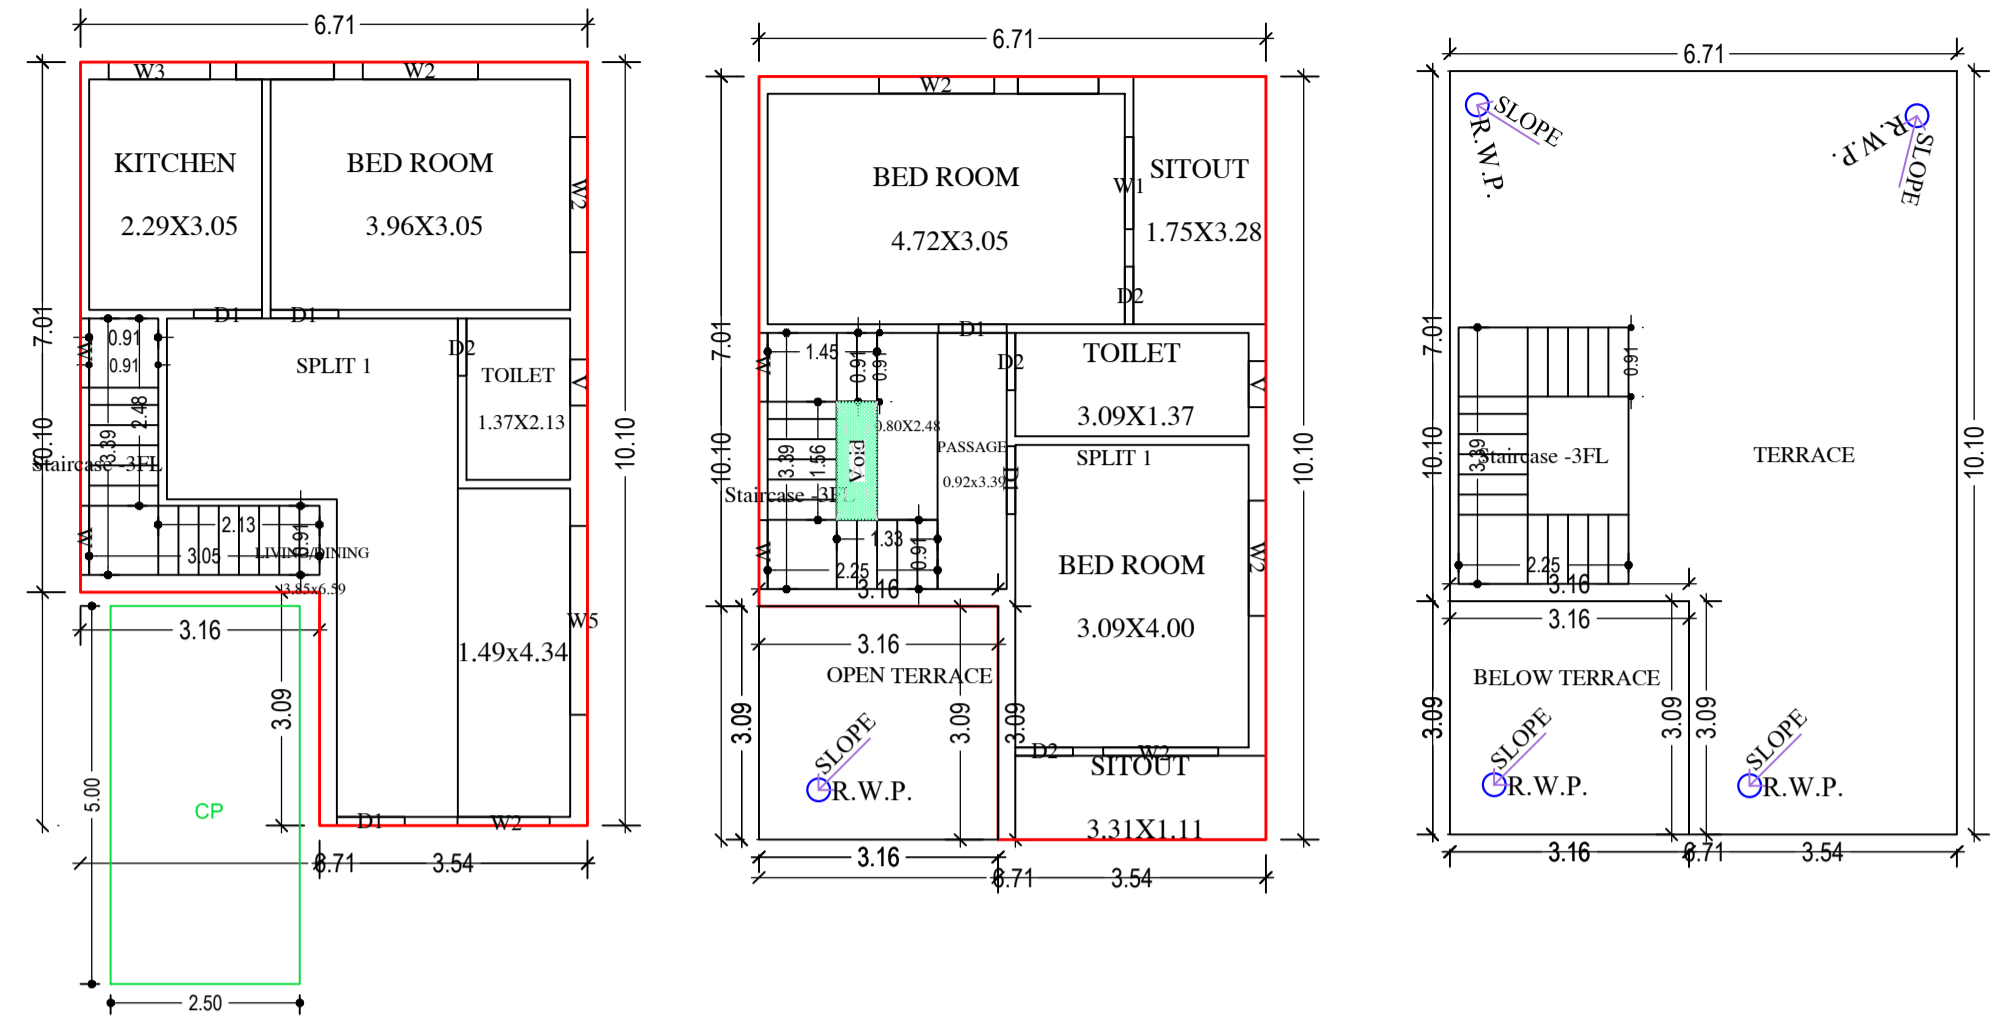 6.71
W3
W2
KITCHEN
BED ROOM
2.29X3.05
3.96X3.05
W2
D1
D1
7.01
10.10
10.10
0.91
0.91
W
SPLIT 1
D2
TOILET
1.37X2.13
V
2.48
3.39
Staircase -3FL
W
2.13
3.05
0.91
LIVING/DINING
3.85x6.59
W5
3.16
1.49x4.34
3.09
5.00
CP
D1
W2
6.71
3.54
2.50
6.71
W2
BED ROOM
4.72X3.05
W1
SITOUT
1.75X3.28
D2
7.01
10.10
10.10
D1
W
1.45
0.91
0.91
D2
TOILET
3.09X1.37
V
0.80X2.48
Void
3.39
1.56
PASSAGE
0.92x3.39
SPLIT 1
D1
Staircase -3FL
W
1.33
0.91
2.25
3.16
BED ROOM
3.09X4.00
W2
3.16
OPEN TERRACE
3.09
3.09
3.09
SLOPE
R.W.P.
D2
W2
SITOUT
3.31X1.11
3.16
6.71
3.54
6.71
SLOPE
R.W.P.
R.W.P.
SLOPE
7.01
10.10
10.10
0.91
3.39
Staircase -3FL
TERRACE
2.25
3.16
3.16
BELOW TERRACE
3.09
3.09
3.09
SLOPE
R.W.P.
SLOPE
R.W.P.
3.16
6.71
3.54